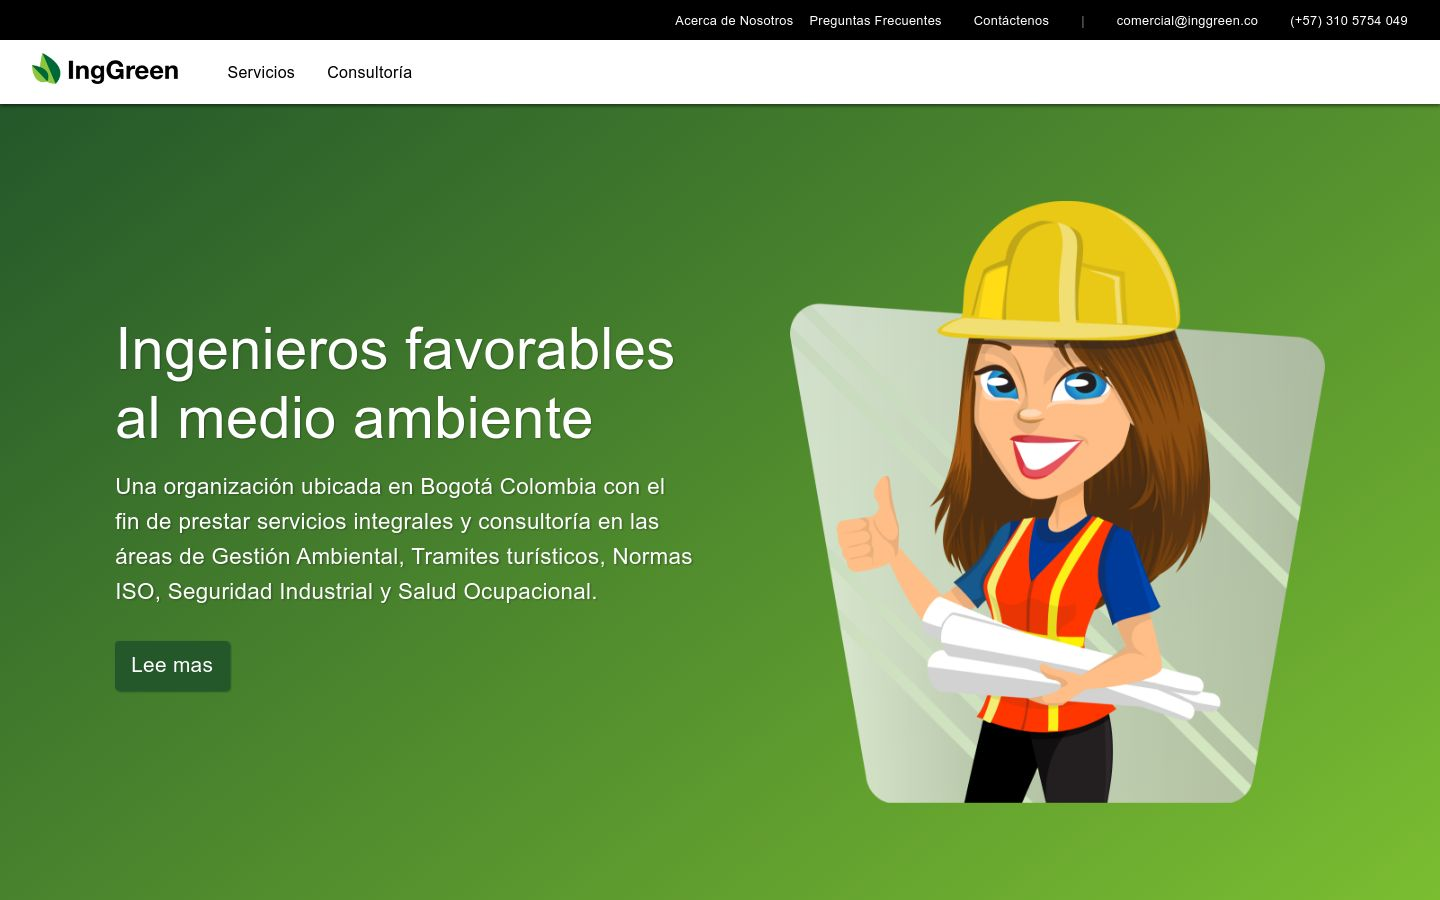 Acerca de Nosotros Preguntas Frecuentes Contáctenos | comercial@inggreen.co (+57) 310 5754 049
IngGreen Servicios Consultoría
Ingenieros favorables
al medio ambiente
Una organización ubicada en Bogotá Colombia con el
fin de prestar servicios integrales y consultoría en las
áreas de Gestión Ambiental, Tramites turísticos, Normas
ISO, Seguridad Industrial y Salud Ocupacional.
Lee mas